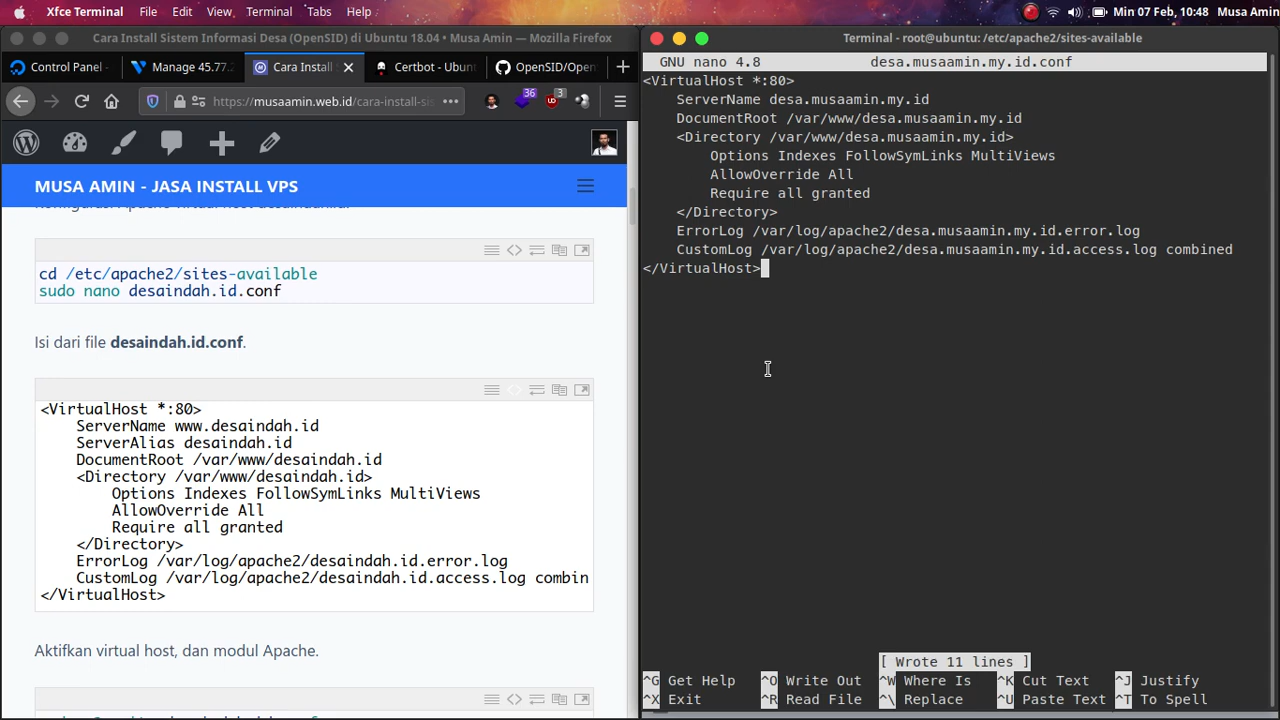 Xfce Terminal File Edit View Terminal Tabs Help
Min 07 Feb, 10:48 Musa Amin
Cara Install Sistem Informasi Desa (OpenSID) di Ubuntu 18.04 • Musa Amin — Mozilla Firefox
Control Panel - Manage 45.77.2 Cara Install Certbot - Ubun OpenSID/Open
https://musaamin.web.id/cara-install-sis
36 3
MUSA AMIN - JASA INSTALL VPS
Konfigurasi Apache virtual host desaindah.id.
cd /etc/apache2/sites-available
sudo nano desaindah.id.conf
Isi dari file desaindah.id.conf.
<VirtualHost *:80>
ServerName www.desaindah.id
ServerAlias desaindah.id
DocumentRoot /var/www/desaindah.id
<Directory /var/www/desaindah.id>
Options Indexes FollowSymLinks MultiViews
AllowOverride All
Require all granted
</Directory>
ErrorLog /var/log/apache2/desaindah.id.error.log
CustomLog /var/log/apache2/desaindah.id.access.log combin
</VirtualHost>
Aktifkan virtual host, dan modul Apache.
Terminal - root@ubuntu: /etc/apache2/sites-available
GNU nano 4.8 desa.musaamin.my.id.conf
<VirtualHost *:80>
ServerName desa.musaamin.my.id
DocumentRoot /var/www/desa.musaamin.my.id
<Directory /var/www/desa.musaamin.my.id>
Options Indexes FollowSymLinks MultiViews
AllowOverride All
Require all granted
</Directory>
ErrorLog /var/log/apache2/desa.musaamin.my.id.error.log
CustomLog /var/log/apache2/desa.musaamin.my.id.access.log combined
</VirtualHost>
[ Wrote 11 lines ]
^G Get Help ^O Write Out ^W Where Is ^K Cut Text ^J Justify
^X Exit ^R Read File ^\ Replace ^U Paste Text ^T To Spell